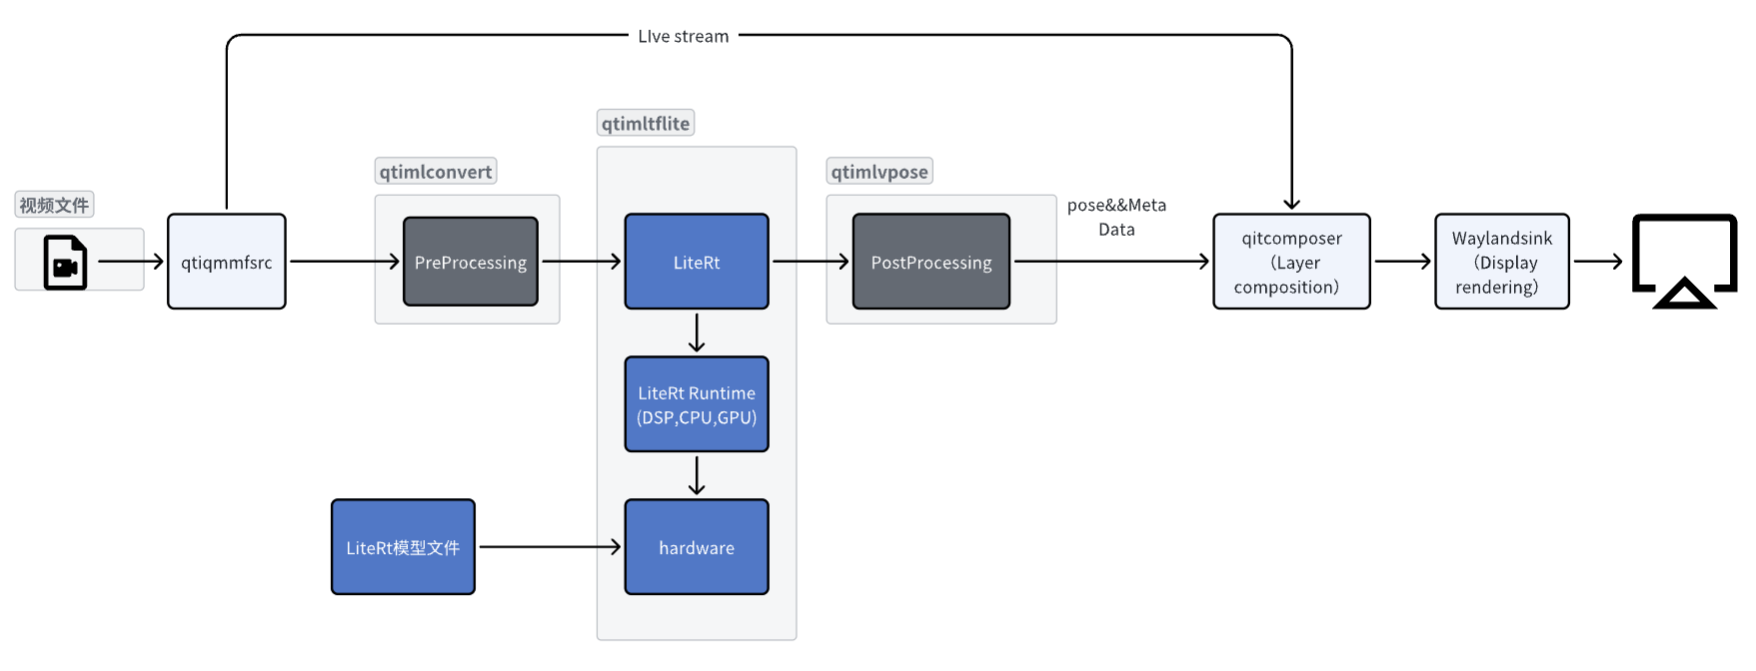 LIve stream
qtimltflite
qtimlconvert
qtimlvpose
视频文件
pose&&Meta
Data
qtiqmmfsrc
PreProcessing
LiteRt
PostProcessing
qitcomposer
（Layer
composition）
Waylandsink
（Display
rendering）
LiteRt Runtime
(DSP,CPU,GPU)
LiteRt模型文件
hardware